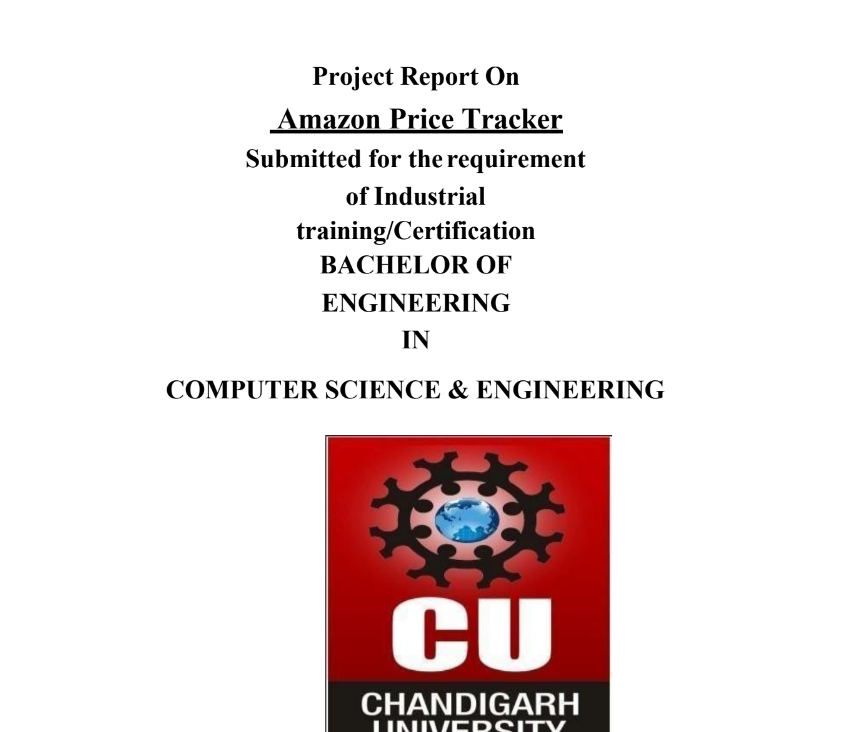 Project Report On
Amazon Price Tracker
Submitted for the requirement
of Industrial
training/Certification
BACHELOR OF
ENGINEERING
IN
COMPUTER SCIENCE & ENGINEERING
CU
CHANDIGARH
UNIVERSITY